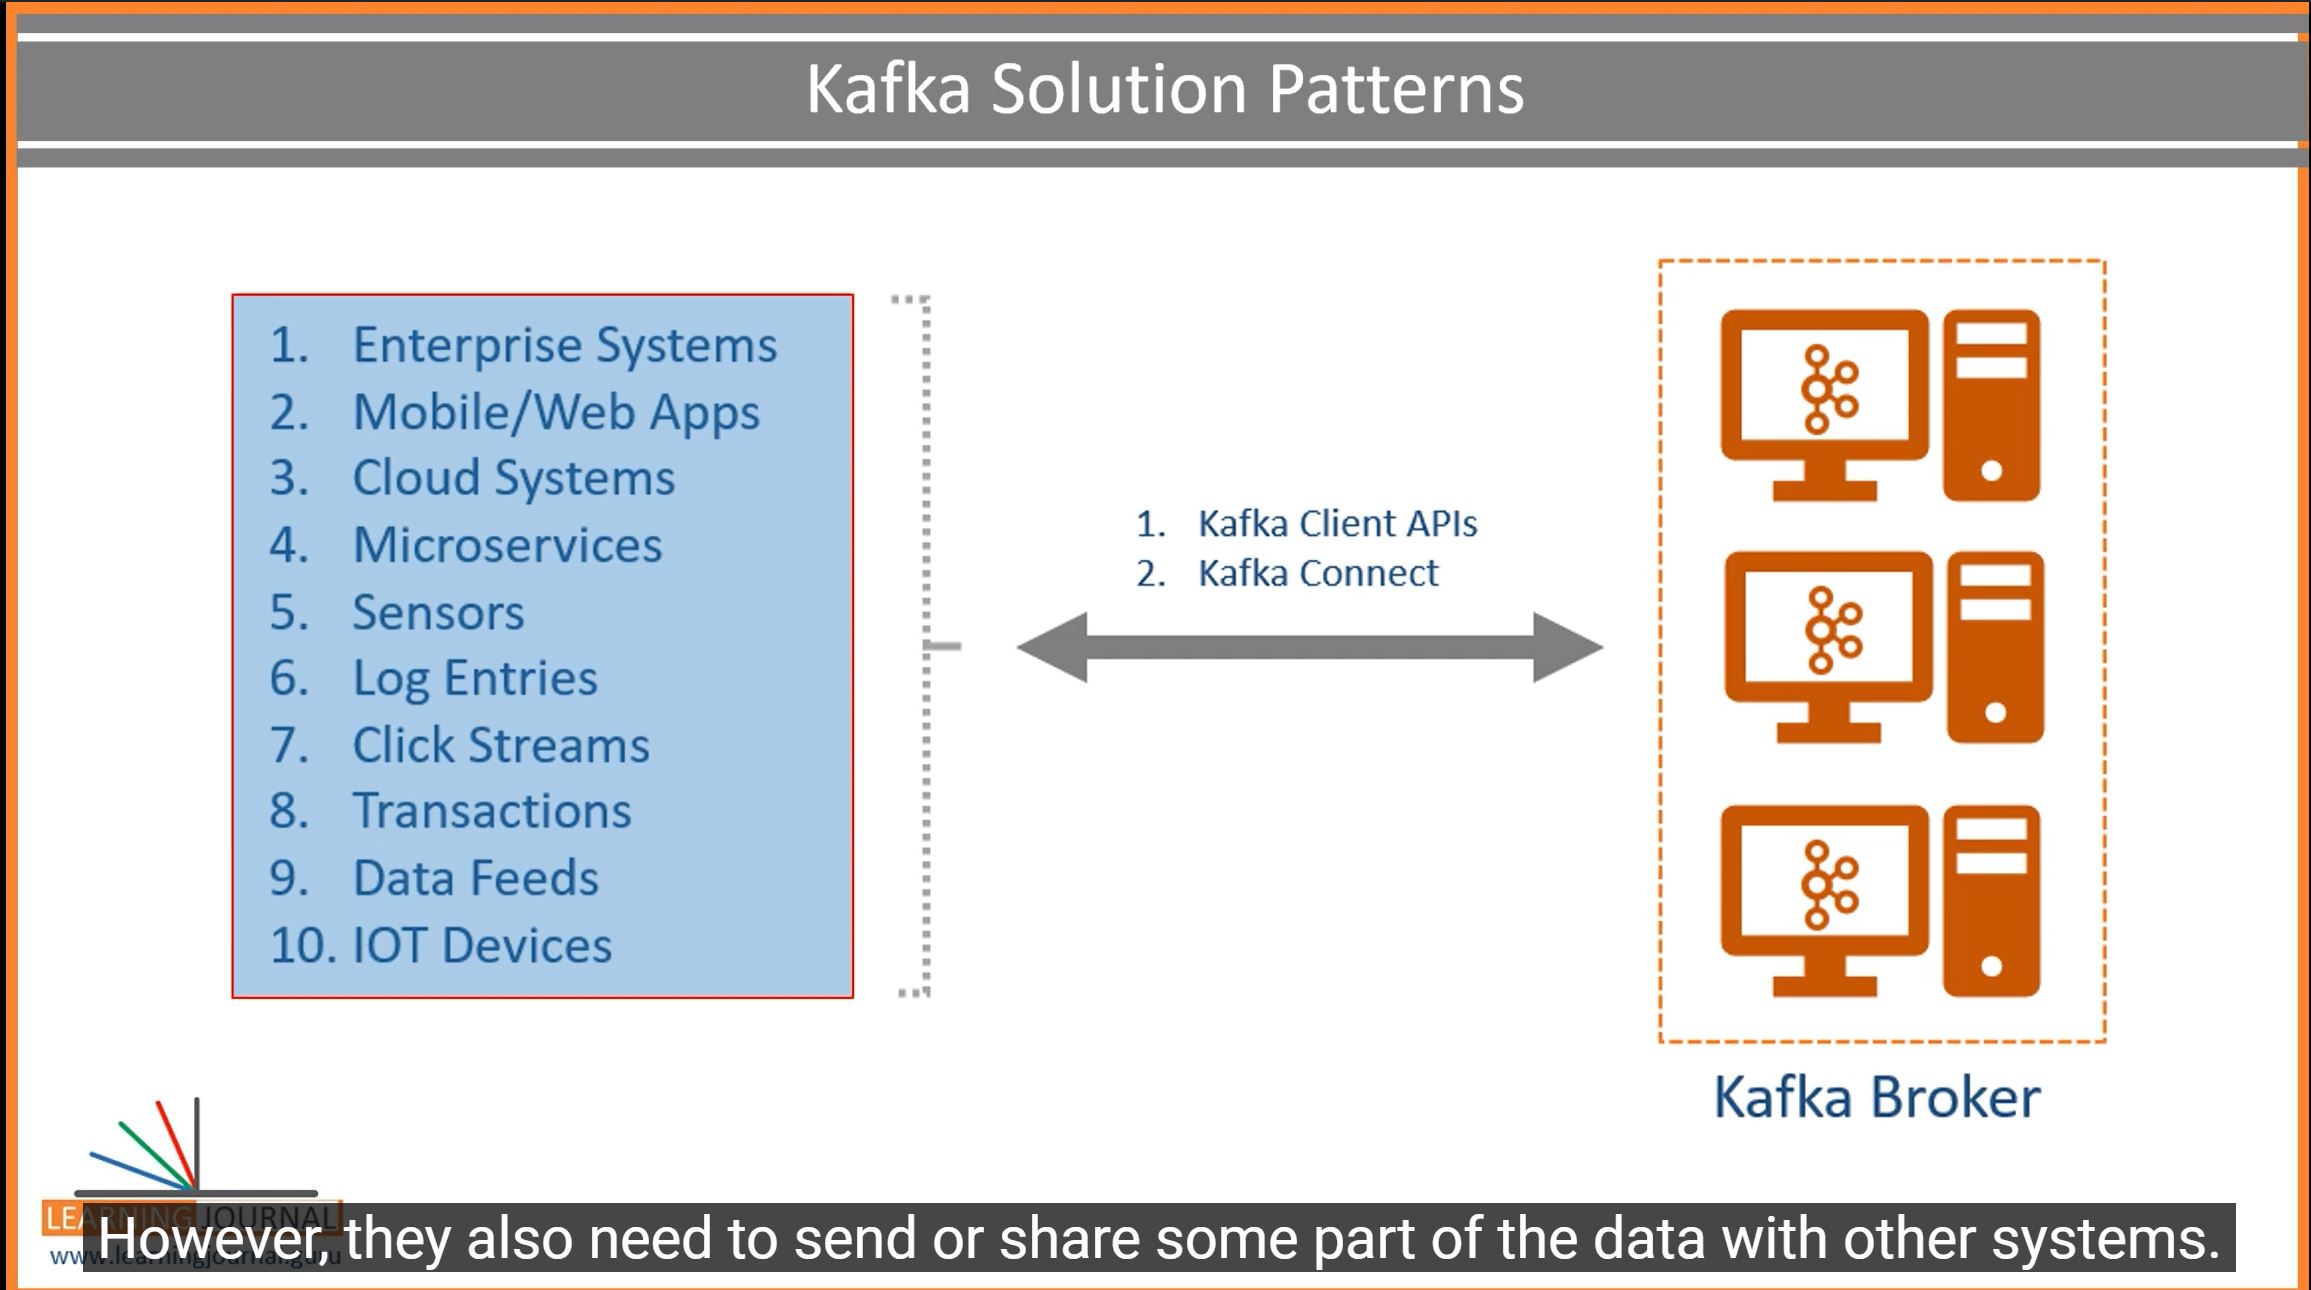 Kafka Solution Patterns
1. Enterprise Systems
2. Mobile/Web Apps
3. Cloud Systems
4. Microservices
5. Sensors
6. Log Entries
7. Click Streams
8. Transactions
9. Data Feeds
10. IOT Devices
1. Kafka Client APIs
2. Kafka Connect
Kafka Broker
LEARNING JOURNAL
www.learningjournal.guru
However, they also need to send or share some part of the data with other systems.